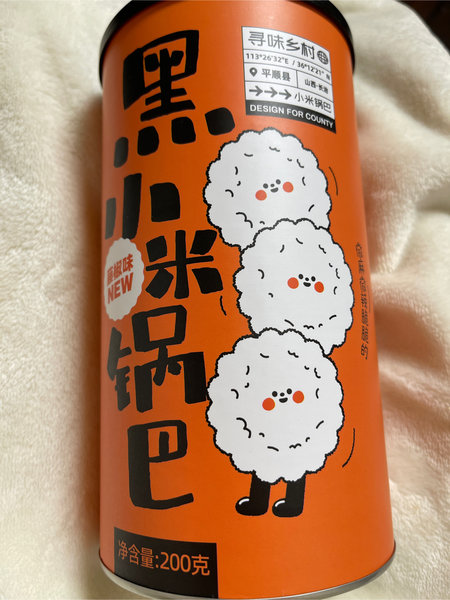 寻味乡村
113°26'32"E / 36°12'21"
平顺县
山西·长治
→→→小米锅巴
DESIGN FOR COUNTY
黑小米锅巴
椒味
NEW
净含量:200克